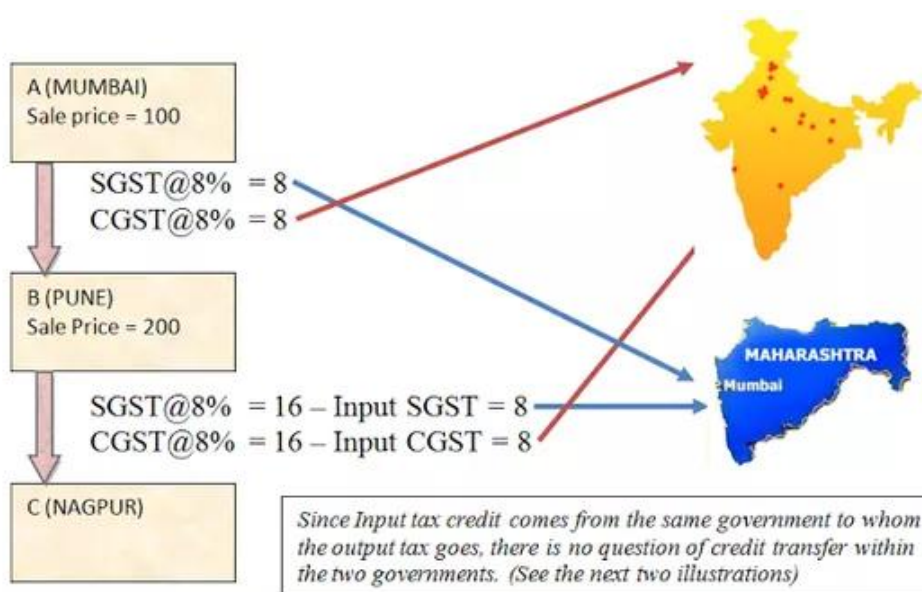 A (MUMBAI)
Sale price = 100
SGST@8% = 8
CGST@8% = 8
B (PUNE)
Sale Price = 200
MAHARASHTRA
Mumbai
SGST@8% = 16 – Input SGST = 8
CGST@8% = 16 – Input CGST = 8
C (NAGPUR)
Since Input tax credit comes from the same government to whom
the output tax goes, there is no question of credit transfer within
the two governments. (See the next two illustrations)